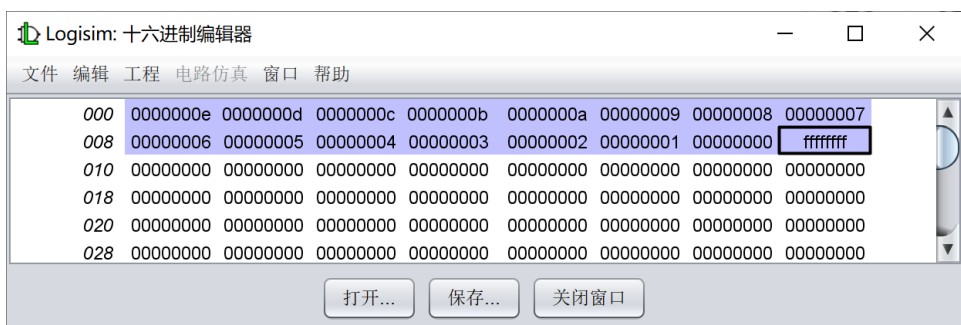 Logisim: 十六进制编辑器
文件 编辑 工程 电路仿真 窗口 帮助
000 0000000e 0000000d 0000000c 0000000b 0000000a 00000009 00000008 00000007
008 00000006 00000005 00000004 00000003 00000002 00000001 00000000 ffffffff
010 00000000 00000000 00000000 00000000 00000000 00000000 00000000 00000000
018 00000000 00000000 00000000 00000000 00000000 00000000 00000000 00000000
020 00000000 00000000 00000000 00000000 00000000 00000000 00000000 00000000
028 00000000 00000000 00000000 00000000 00000000 00000000 00000000 00000000
打开... 保存... 关闭窗口